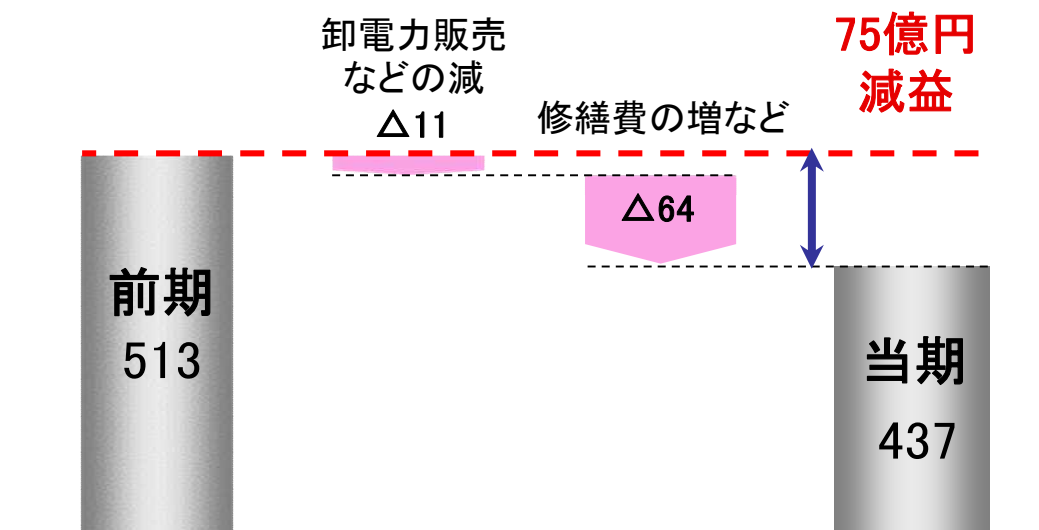 卸電力販売
などの減
△11
修繕費の増など
△64
75億円
減益
前期
513
当期
437